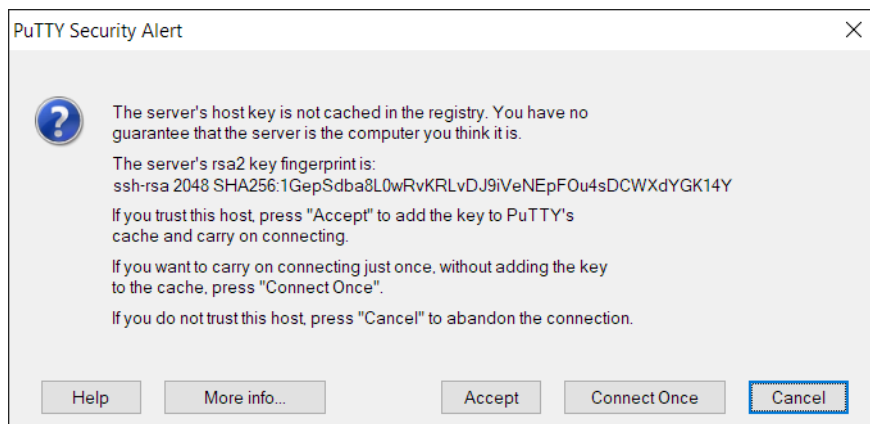 PuTTY Security Alert
The server's host key is not cached in the registry. You have no
guarantee that the server is the computer you think it is.
The server's rsa2 key fingerprint is:
ssh-rsa 2048 SHA256:1GepSdba8L0wRvKRLvDJ9iVeNEpFOu4sDCWXdYGK14Y
If you trust this host, press "Accept" to add the key to PuTTY's
cache and carry on connecting.
If you want to carry on connecting just once, without adding the key
to the cache, press "Connect Once".
If you do not trust this host, press "Cancel" to abandon the connection.
Help More info... Accept Connect Once Cancel